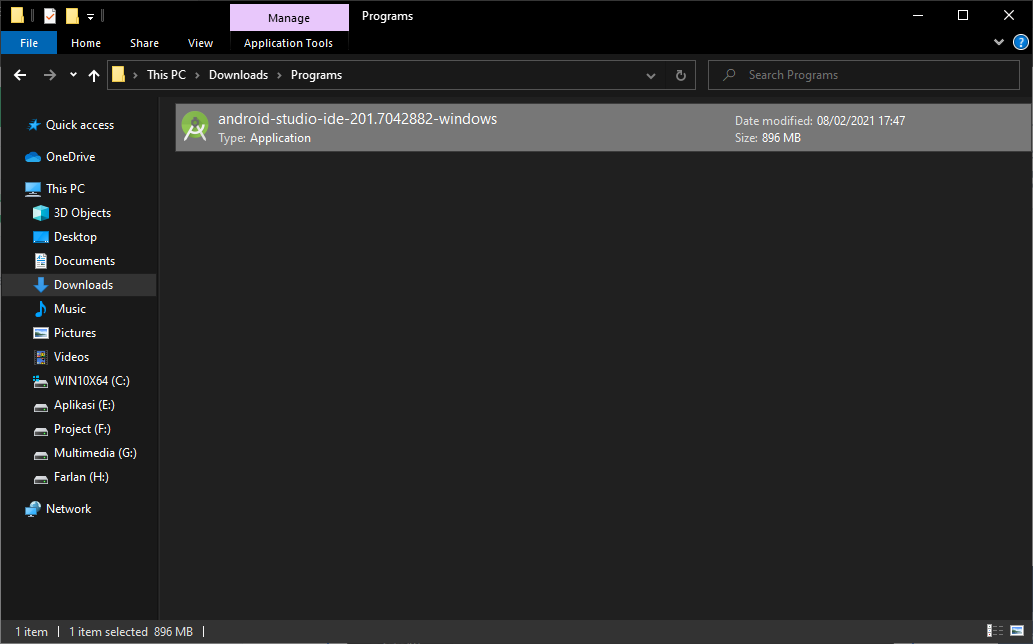 Manage
Programs
File
Home
Share
View
Application Tools
This PC
Downloads
Programs
Search Programs
android-studio-ide-201.7042882-windows
Type: Application
Date modified: 08/02/2021 17:47
Size: 896 MB
Quick access
OneDrive
This PC
3D Objects
Desktop
Documents
Downloads
Music
Pictures
Videos
WIN10X64 (C:)
Aplikasi (E:)
Project (F:)
Multimedia (G:)
Farlan (H:)
Network
1 item
1 item selected 896 MB